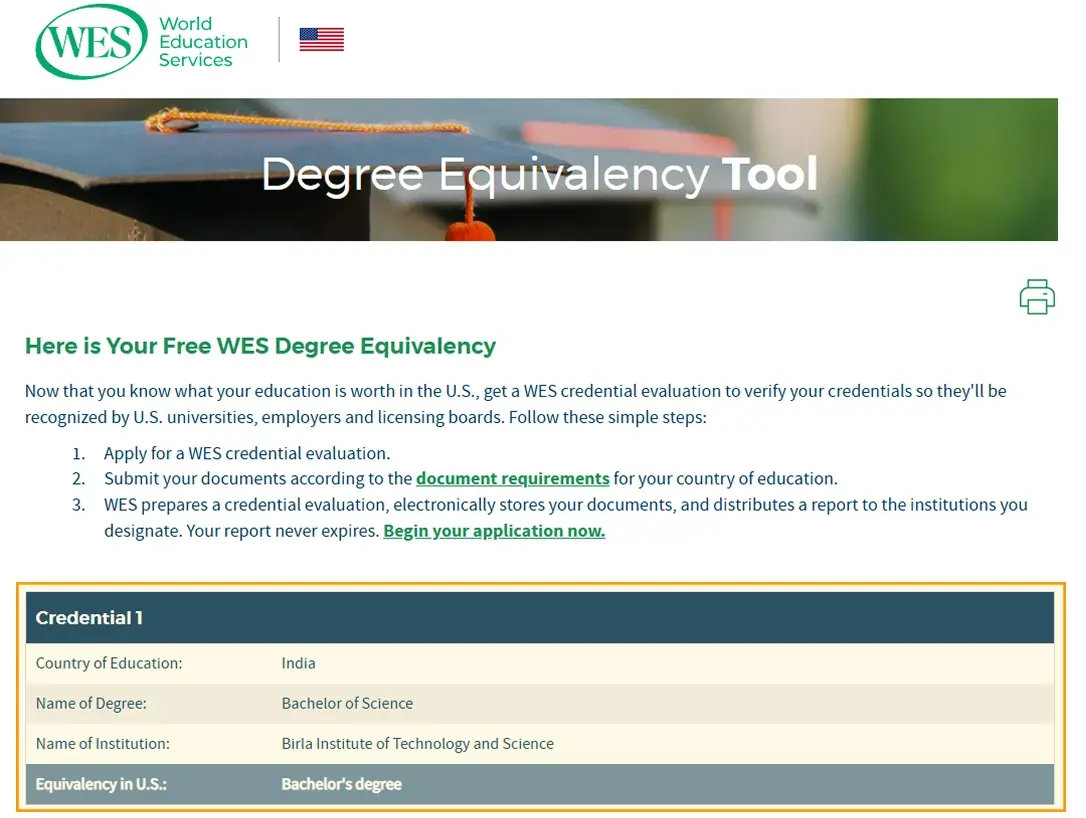 WES
World
Education
Services
Degree Equivalency Tool
Here is Your Free WES Degree Equivalency
Now that you know what your education is worth in the U.S., get a WES credential evaluation to verify your credentials so they'll be
recognized by U.S. universities, employers and licensing boards. Follow these simple steps:
1. Apply for a WES credential evaluation.
2. Submit your documents according to the document requirements for your country of education.
3. WES prepares a credential evaluation, electronically stores your documents, and distributes a report to the institutions you
designate. Your report never expires. Begin your application now.
Credential 1
Country of Education: India
Name of Degree: Bachelor of Science
Name of Institution: Birla Institute of Technology and Science
Equivalency in U.S.: Bachelor's degree